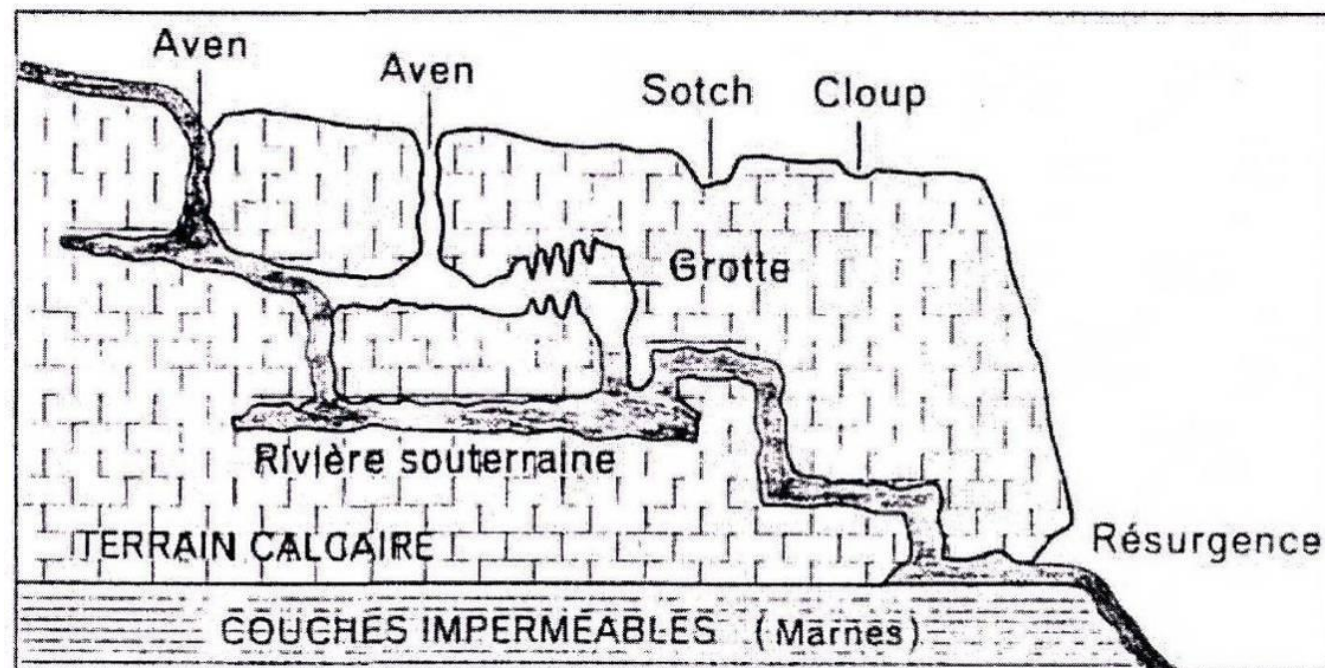 Aven
Aven
Sotch Cloup
Grotte
Rivière souterraine
TERRAIN CALCAIRE
Résurgence
COUCHES IMPERMEABLES (Marnes)